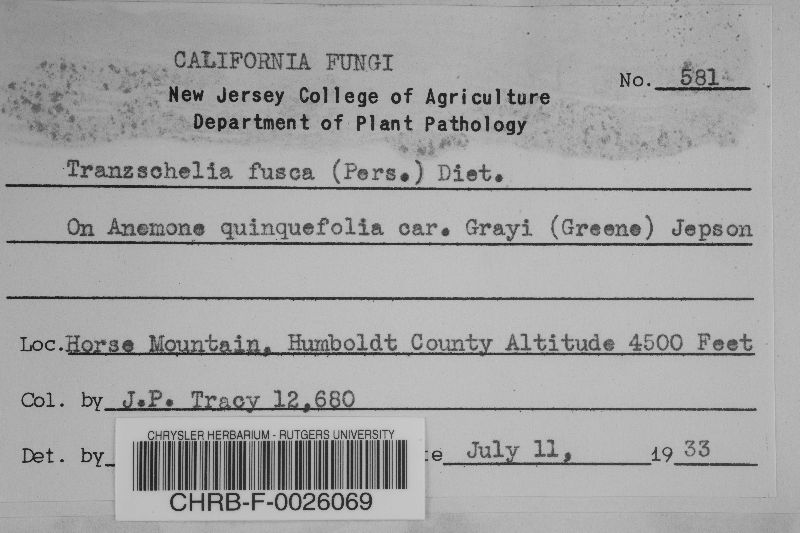 CALIFORNIA FUNGI
No. 581
New Jersey College of Agriculture
Department of Plant Pathology
Tranzschelia fusca (Pers.) Diet.
On Anemone quinquefolia car. Grayi (Greene) Jepson
Loc. Horse Mountain, Humboldt County Altitude 4500 Feet
Col. by J.P. Tracy 12,680
Det. by :e July 11, 19 33
CHRYSLER HERBARIUM - RUTGERS UNIVERSITY
CHRB-F-0026069